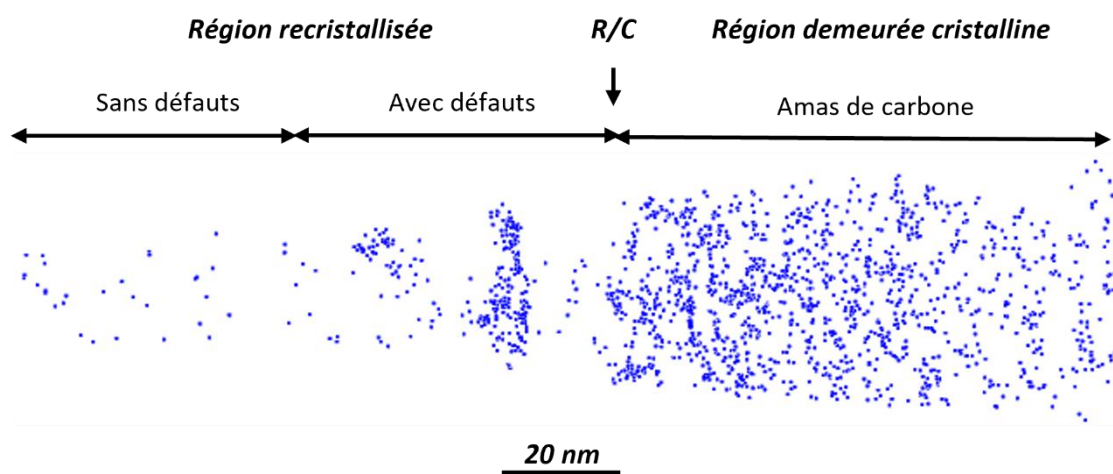 Région recristallisée R/C Région demeurée cristalline
Sans défauts Avec défauts Amas de carbone
20 nm